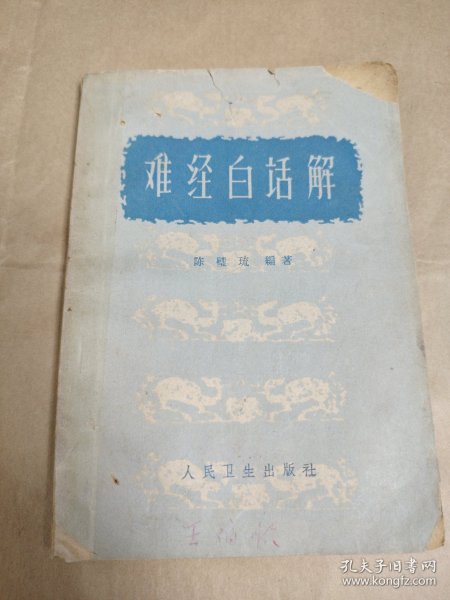 难经白话解
陈璧琉 编著
人民卫生出版社
孔夫子旧书网
www.kongfz.com